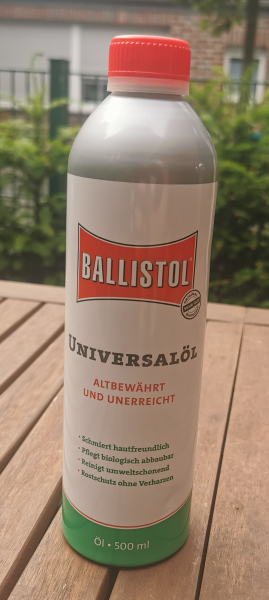 BALLISTOL®
UNIVERSALÖL
ALTBEWÄHRT
UND UNERREICHT
· Schmiert hautfreundlich
· Pflegt biologisch abbaubar
· Reinigt umweltschonend
· Rostschutz ohne Verharzen
Öl · 500 ml